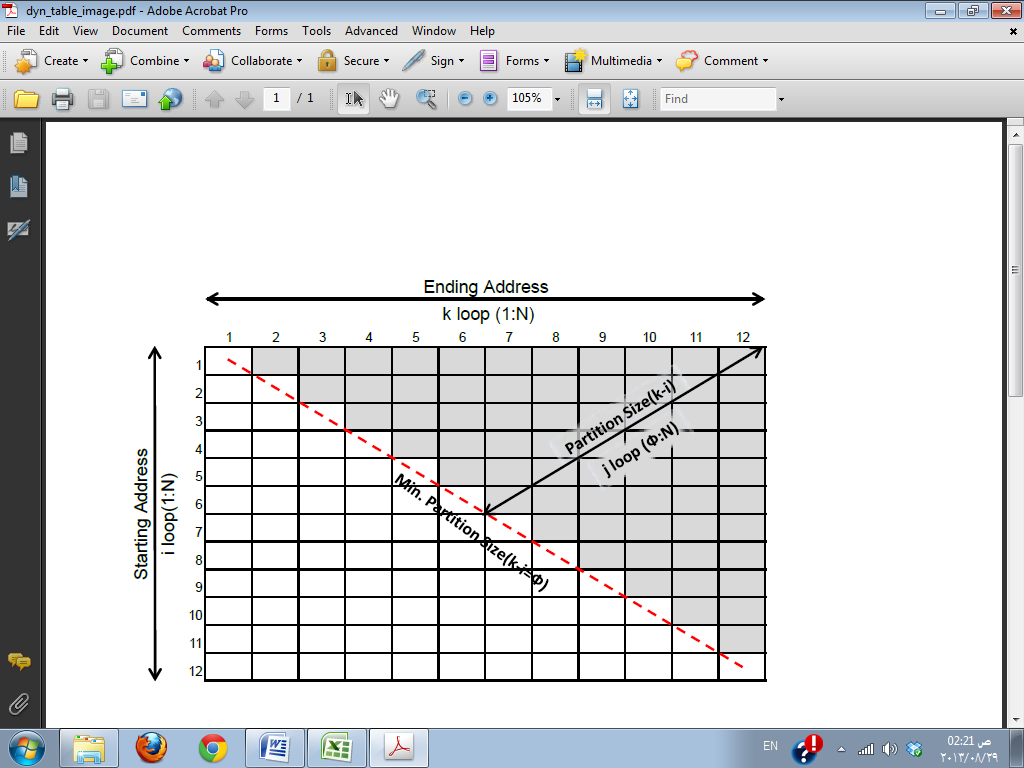 dyn_table_image.pdf - Adobe Acrobat Pro
File Edit View Document Comments Forms Tools Advanced Window Help
Create Combine Collaborate Secure Sign Forms Multimedia Comment
1 / 1 105% Find
Ending Address
k loop (1:N)
1 2 3 4 5 6 7 8 9 10 11 12
1
2
3
4
5
6
7
8
9
10
11
12
Starting Address
i loop(1:N)
Partition Size(k-i)
j loop (Φ:N)
Min. Partition Size(k-i=Φ)
EN
02:21 ص
٢٠١٣/٠٨/٢٩